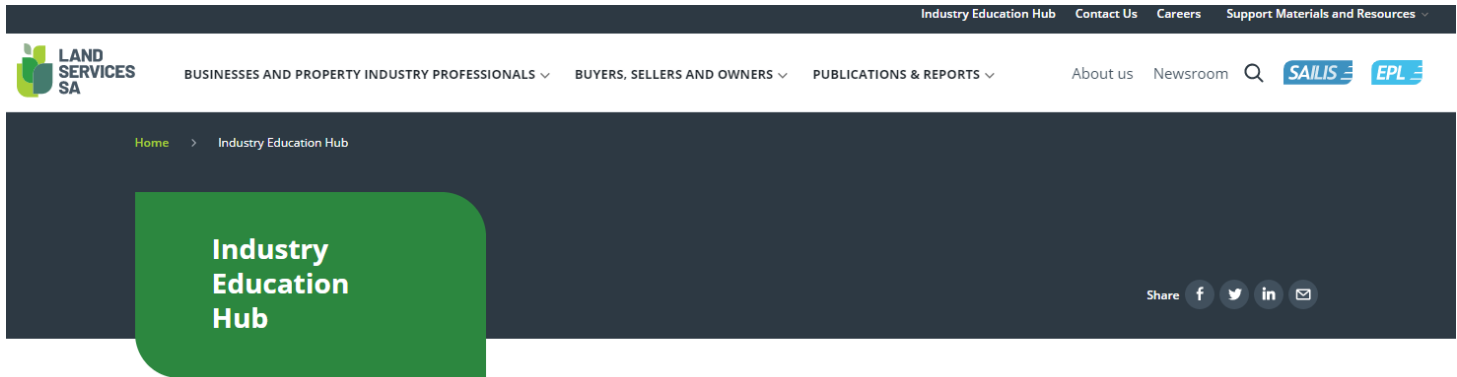 Industry Education Hub Contact Us Careers Support Materials and Resources
LAND
SERVICES
SA
BUSINESSES AND PROPERTY INDUSTRY PROFESSIONALS BUYERS, SELLERS AND OWNERS PUBLICATIONS & REPORTS About us Newsroom SAILIS EPL
Home > Industry Education Hub
Industry
Education
Hub
Share